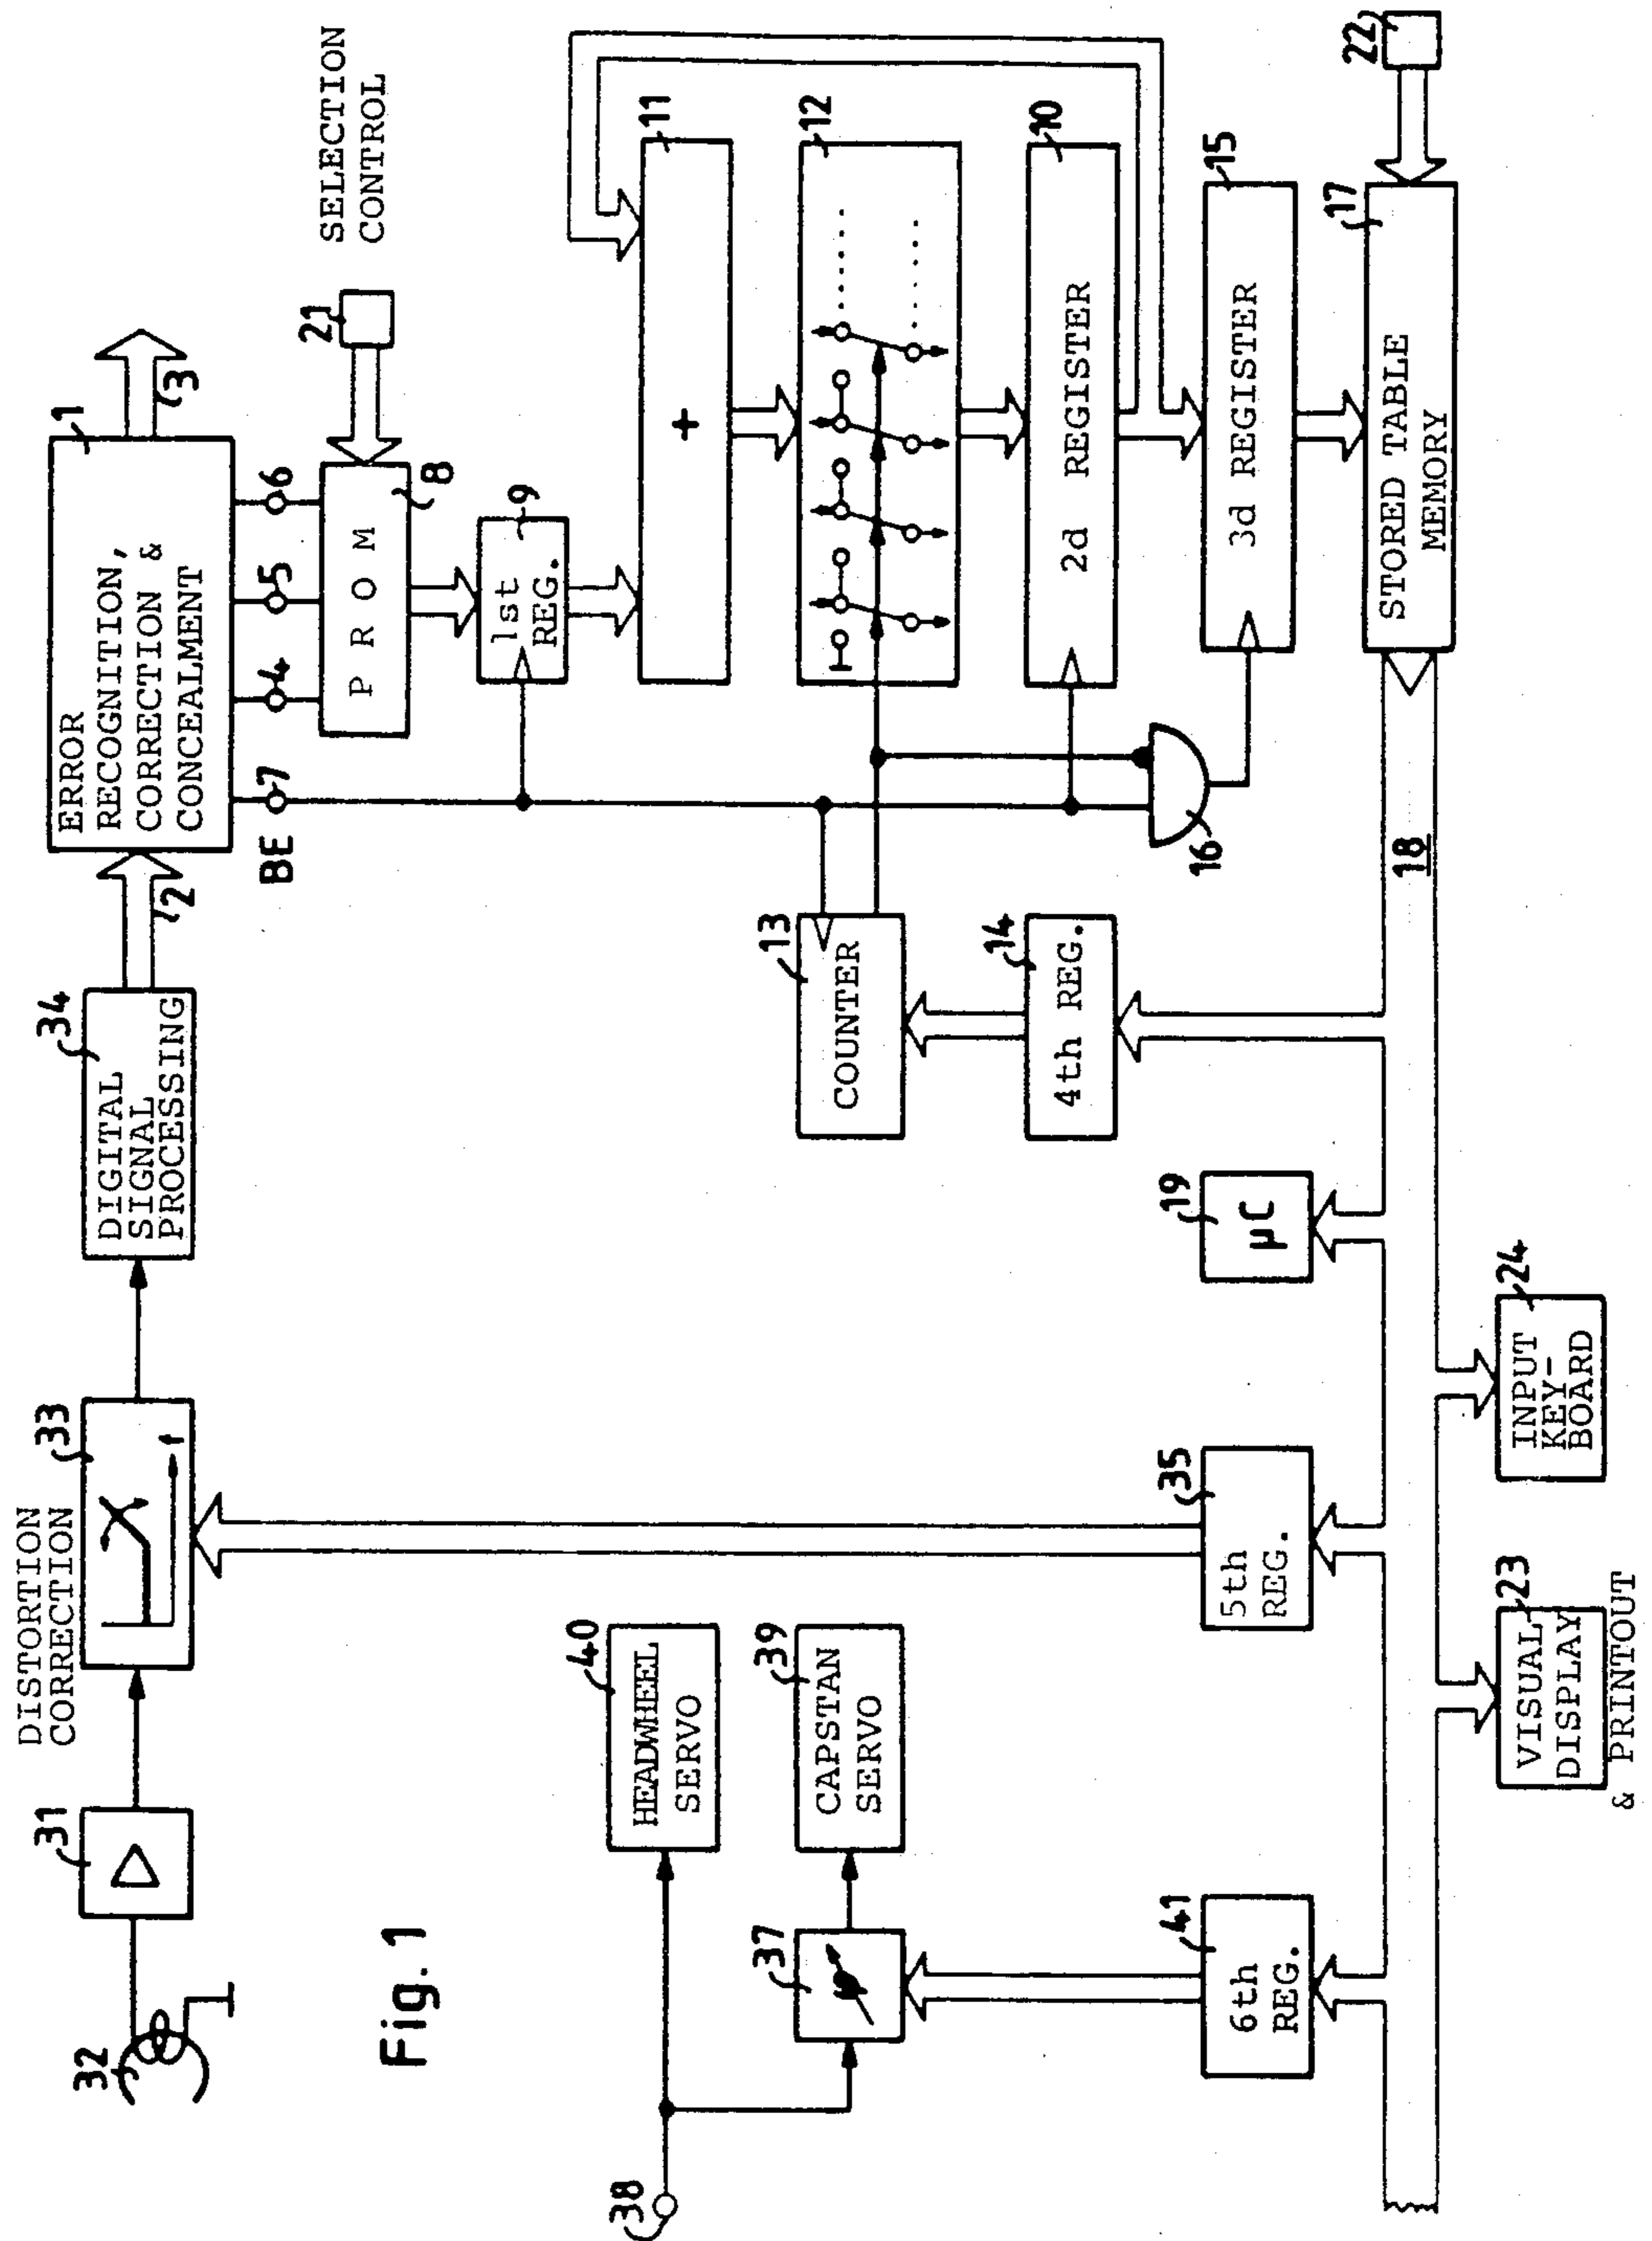 Fig. 1
32
31
DISTORTION
CORRECTION
33
f
34
DIGITAL
SIGNAL
PROCESSING
2
1
ERROR
RECOGNITION,
CORRECTION &
CONCEALMENT
3
BE
7
4
5
6
PROM
8
21
SELECTION
CONTROL
1st
REG.
9
+
11
12
2d REGISTER
10
3d REGISTER
15
16
13
COUNTER
14
4th REG.
STORED TABLE
MEMORY
17
22
18
19
µC
35
5th
REG.
40
HEADWHEEL
SERVO
39
CAPSTAN
SERVO
37
φ
38
41
6th
REG.
23
VISUAL
DISPLAY
& PRINTOUT
24
INPUT
KEY-
BOARD